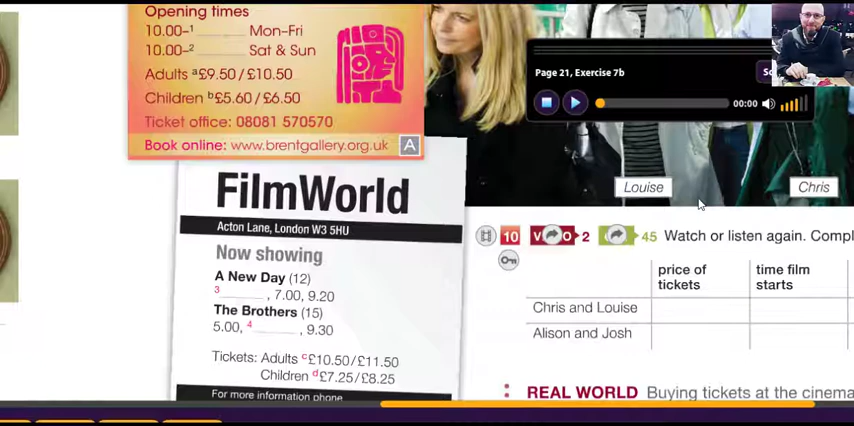 Opening times
10.00–1 ______ Mon–Fri
10.00–2 ______ Sat & Sun
Adults a£9.50 / £10.50
Children b£5.60 / £6.50
Ticket office: 08081 570570
Book online: www.brentgallery.org.uk A
FilmWorld
Acton Lane, London W3 5HU
Now showing
A New Day (12)
3 ______ , 7.00, 9.20
The Brothers (15)
5.00, 4 ______ , 9.30
Tickets: Adults c£10.50 / £11.50
Children d£7.25 / £8.25
For more information phone
Page 21, Exercise 7b
00:00
Louise
Chris
10 2 45 Watch or listen again. Compl
price of tickets
time film starts
Chris and Louise
Alison and Josh
REAL WORLD Buying tickets at the cinema